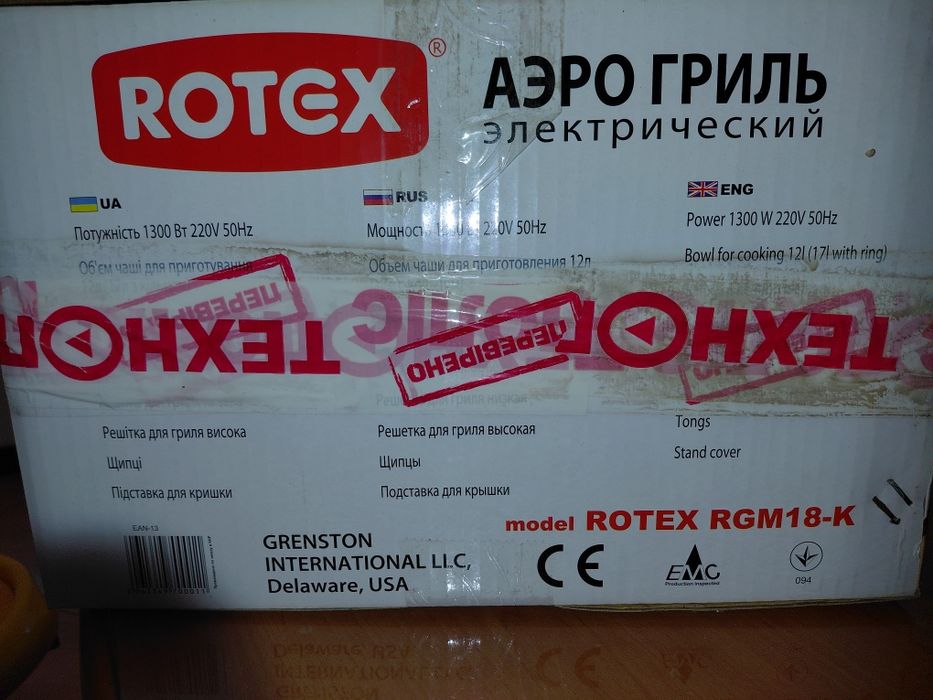 ROTEX ®
АЭРО ГРИЛЬ
электрический
UA
Потужність 1300 Вт 220V 50Hz
Об'єм чаші для приготування
RUS
Мощность Вт 220V 50Hz
Объем чаши для приготовления 12л
ENG
Power 1300 W 220V 50Hz
Bowl for cooking 12l (17l with ring)
ТЕХНО
ПЕРЕВІРЕНО
ТЕХНО
ПЕРЕВІРЕНО
Решітка для гриля висока
Щипці
Підставка для кришки
Решетка для гриля высокая
Щипцы
Подставка для крышки
Tongs
Stand cover
model ROTEX RGM18-K
EAN-13
GRENSTON
INTERNATIONAL LLC,
Delaware, USA
CE
EMC
Production Inspected
094